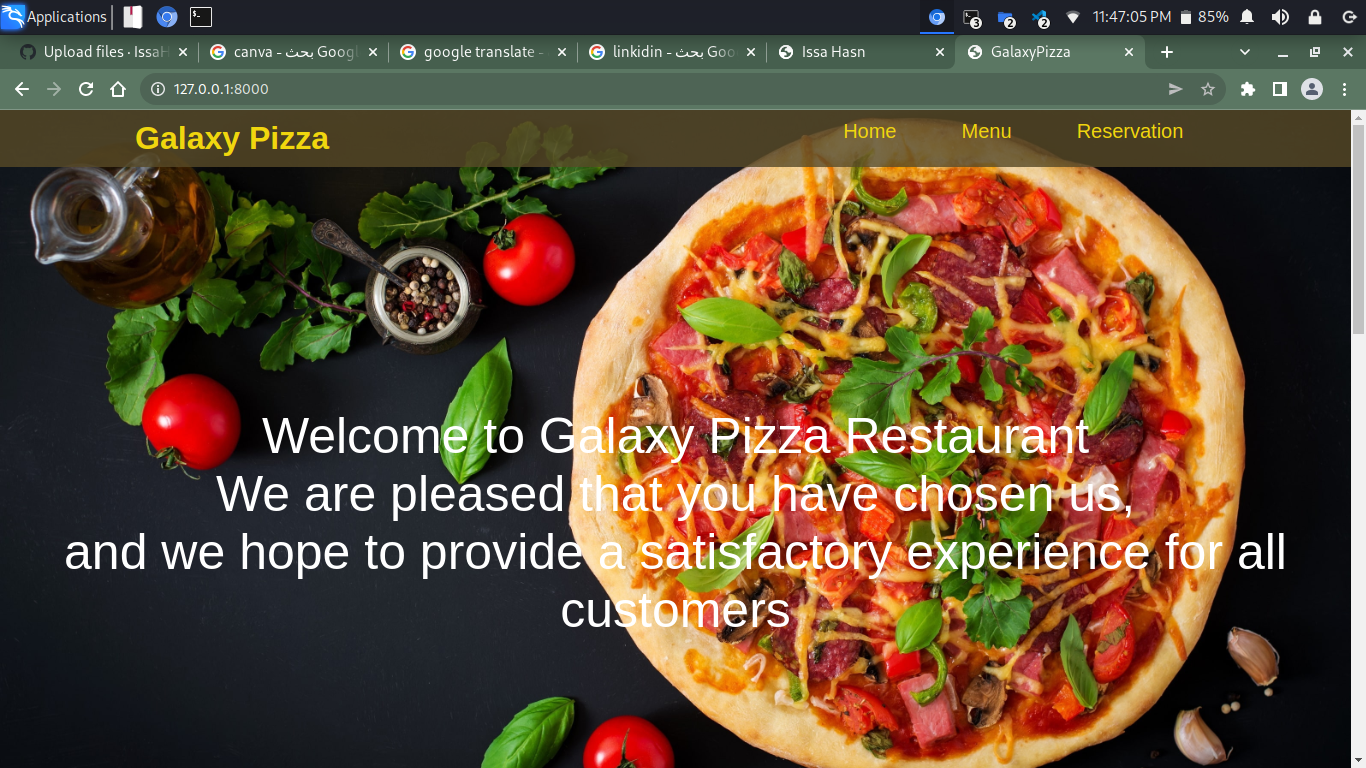 Applications
3
2
2
11:47:05 PM
85%
Upload files · IssaH
canva - بحث Googl
google translate -
linkidin - بحث Goo
Issa Hasn
GalaxyPizza
127.0.0.1:8000
Galaxy Pizza
Home
Menu
Reservation
Welcome to Galaxy Pizza Restaurant
We are pleased that you have chosen us,
and we hope to provide a satisfactory experience for all
customers